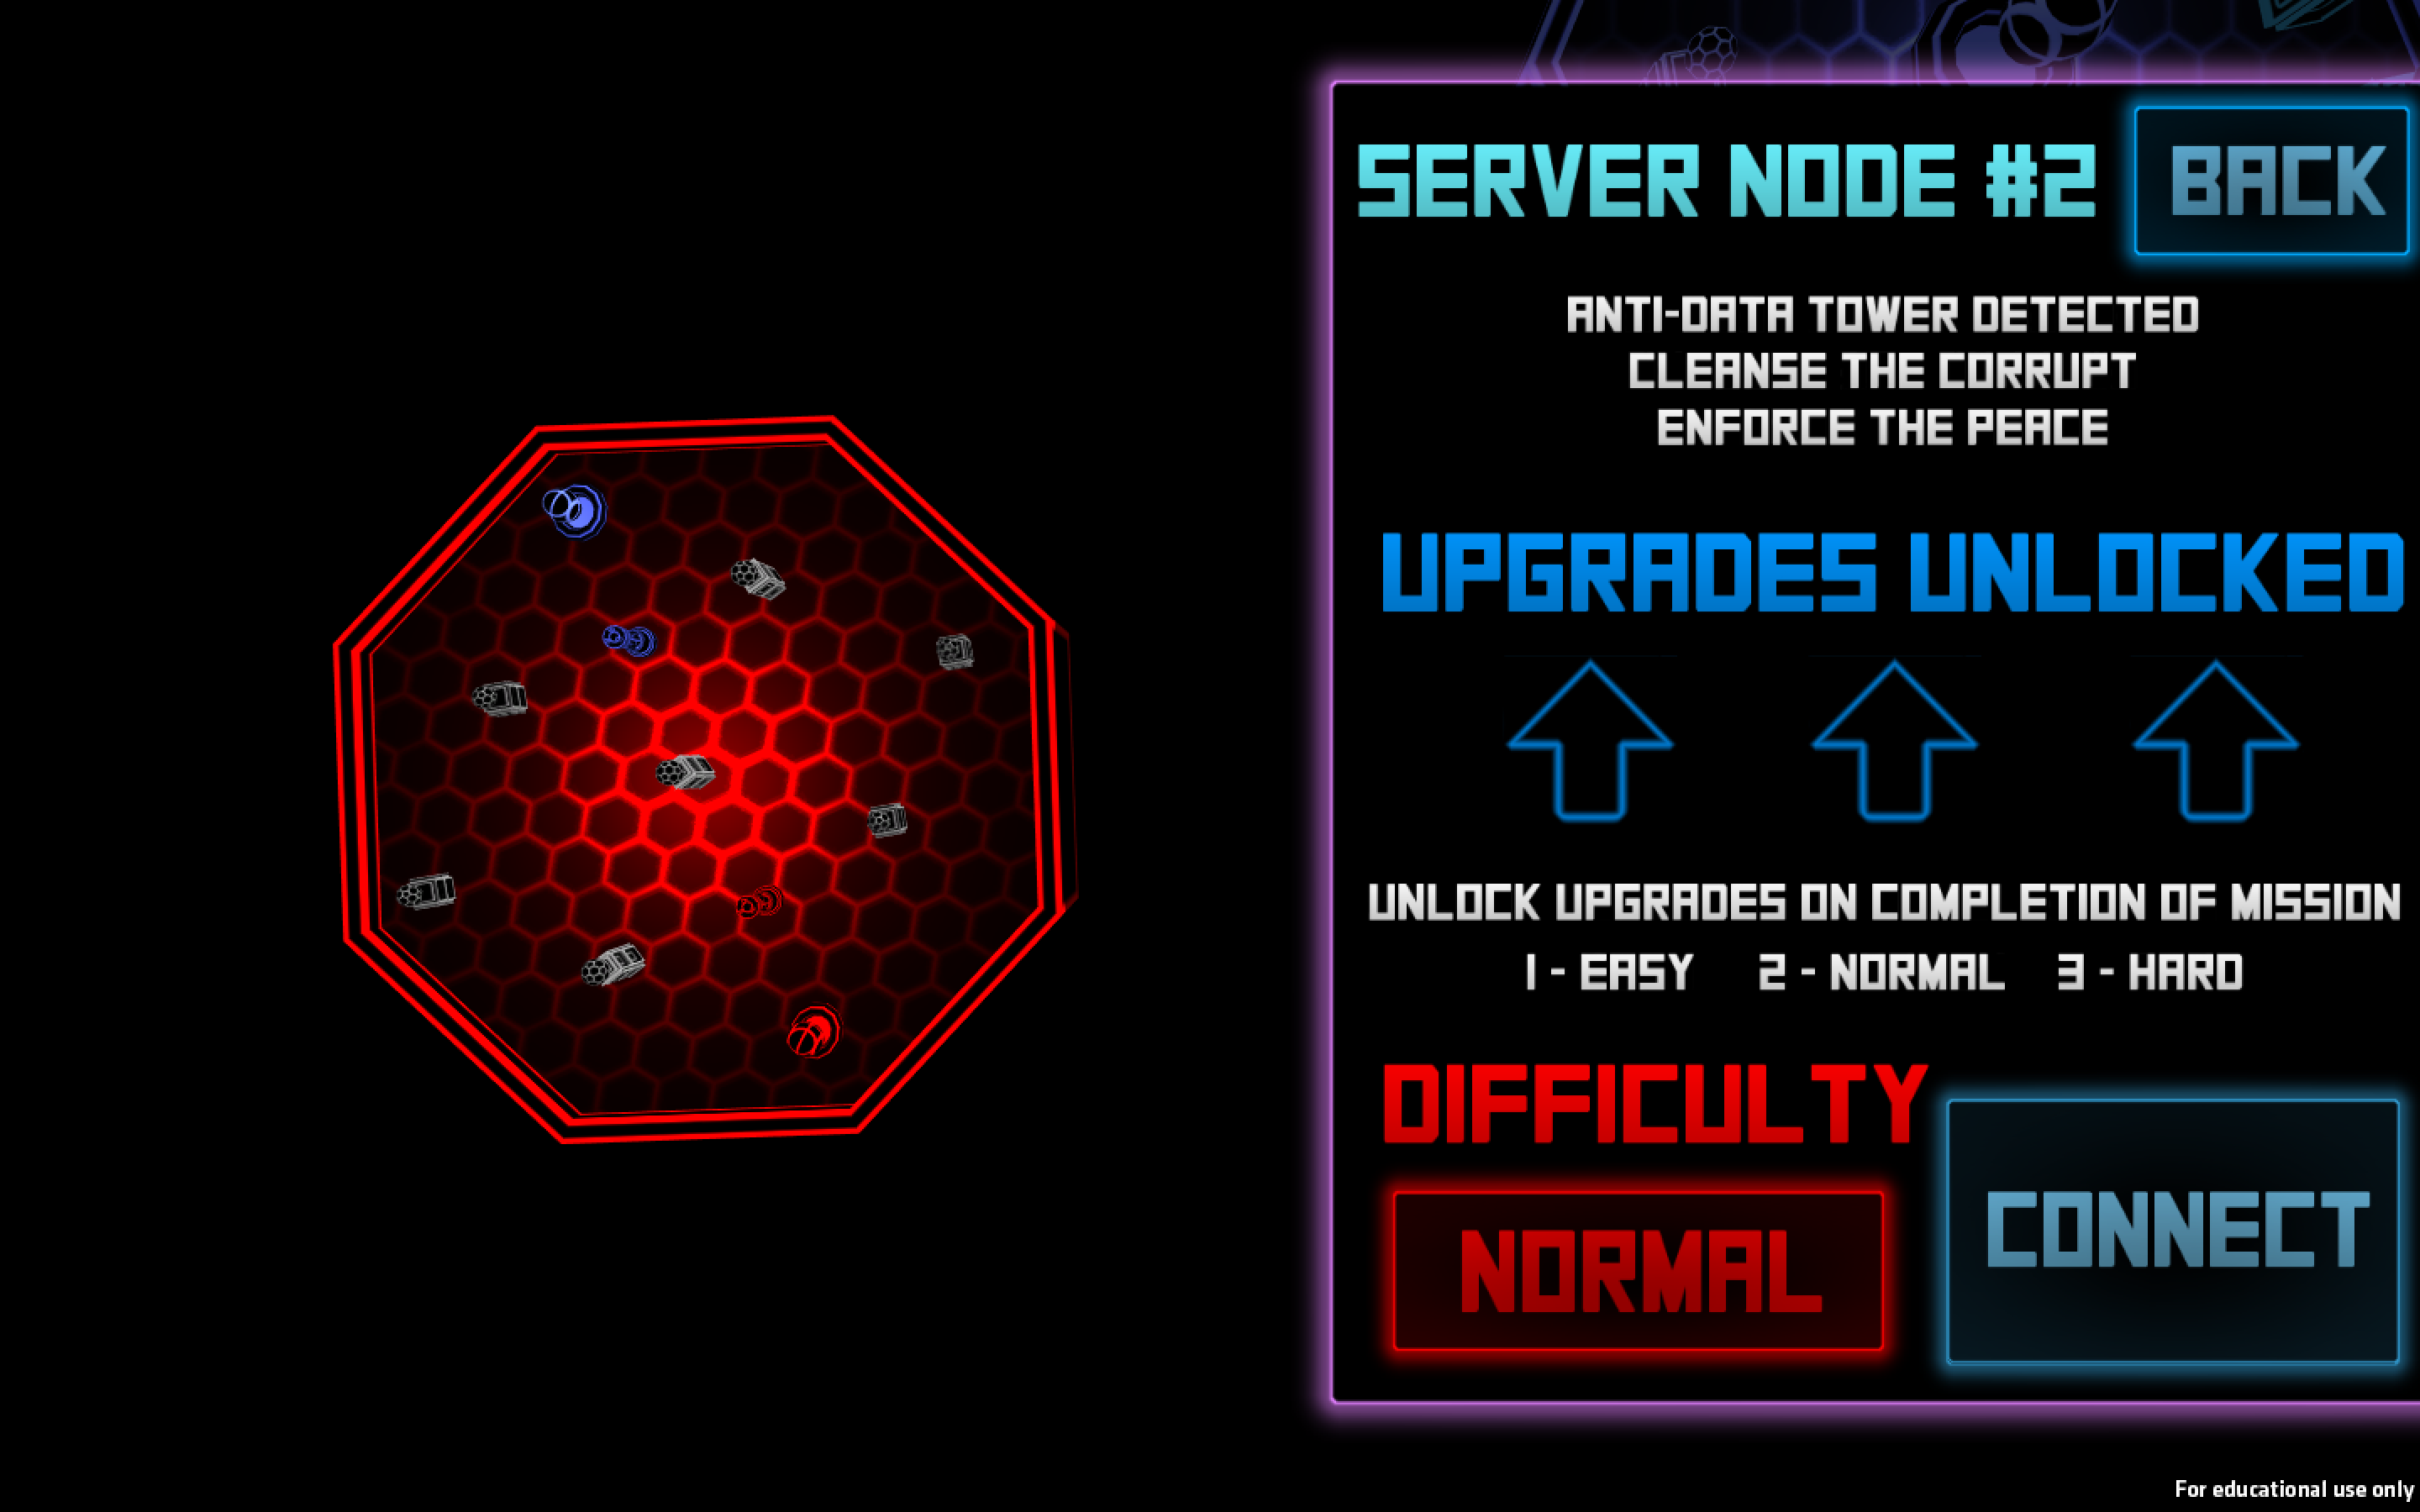 SERVER NODE #2
BACK
ANTI-DATA TOWER DETECTED
CLEANSE THE CORRUPT
ENFORCE THE PEACE
UPGRADES UNLOCKED
UNLOCK UPGRADES ON COMPLETION OF MISSION
1 - EASY 2 - NORMAL 3 - HARD
DIFFICULTY
NORMAL
CONNECT
For educational use only